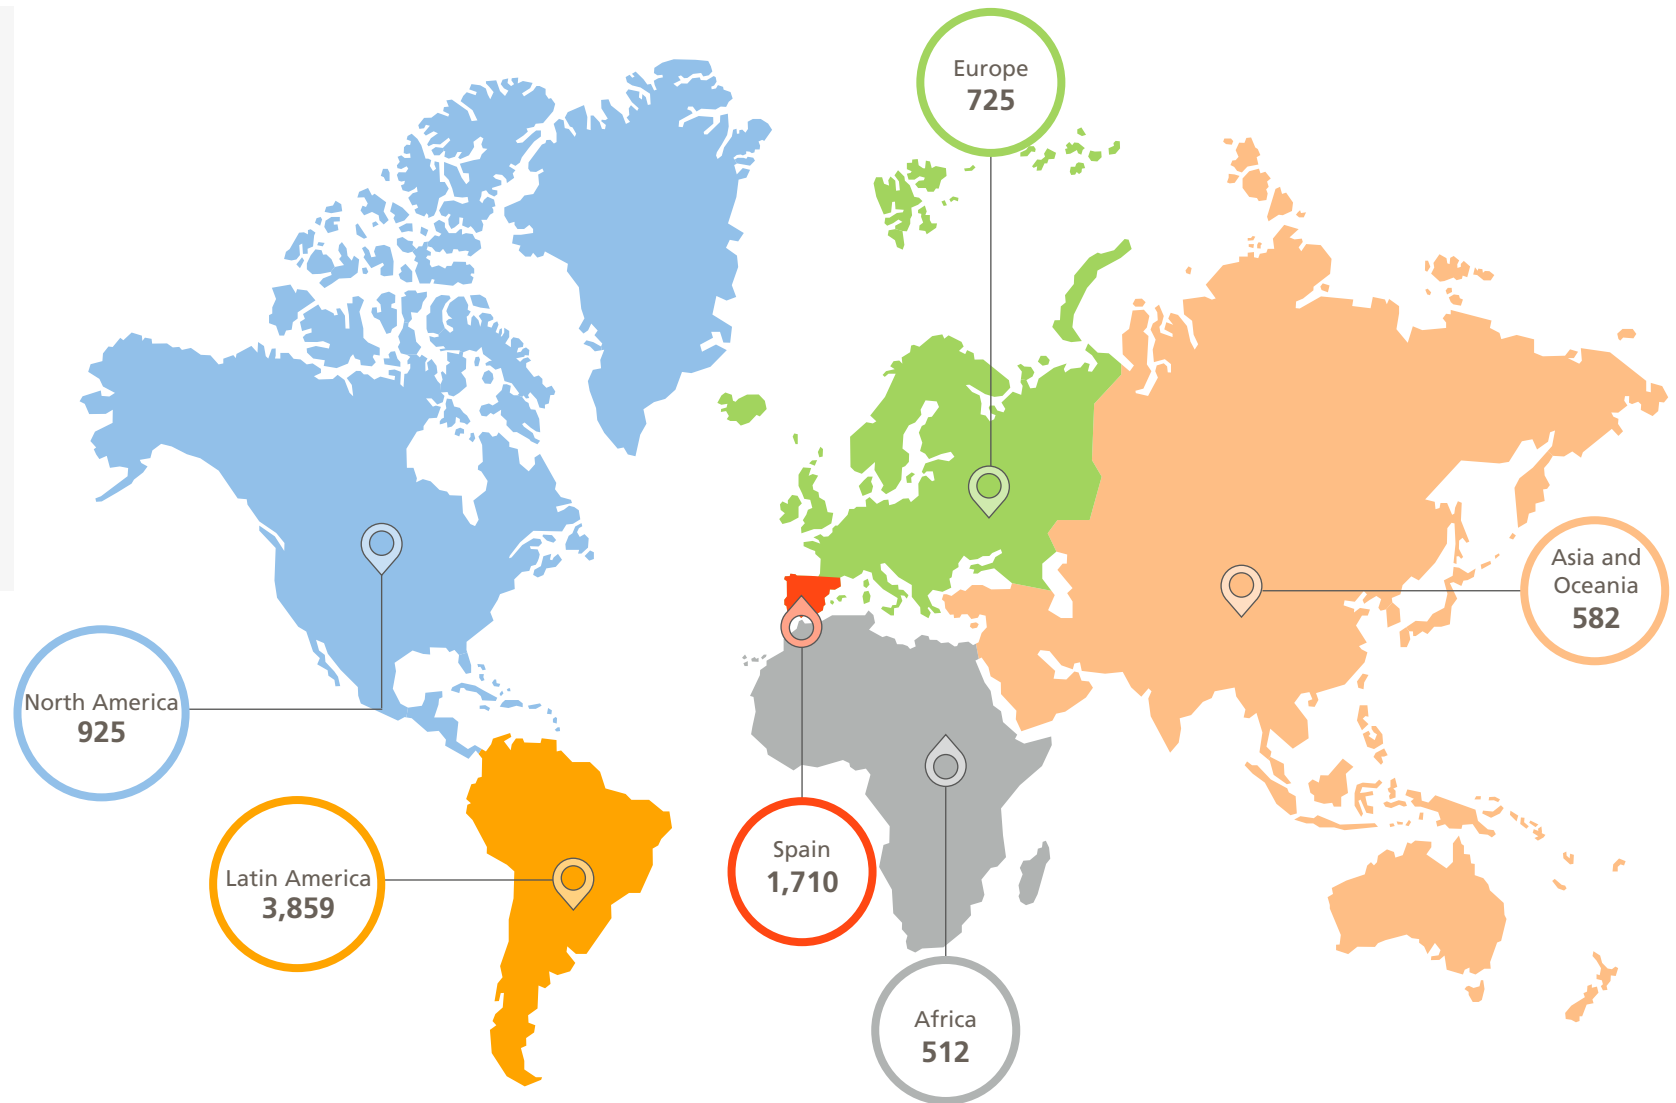 Europe
725
Asia and
Oceania
582
North America
925
Latin America
3,859
Spain
1,710
Africa
512